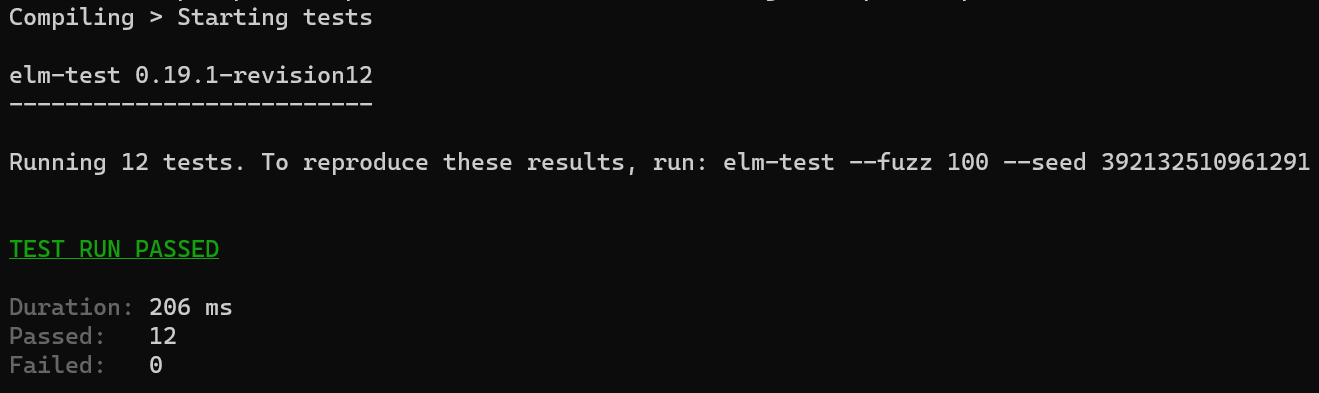 Compiling > Starting tests
elm-test 0.19.1-revision12
--------------------------
Running 12 tests. To reproduce these results, run: elm-test --fuzz 100 --seed 392132510961291
TEST RUN PASSED
Duration: 206 ms
Passed:   12
Failed:   0